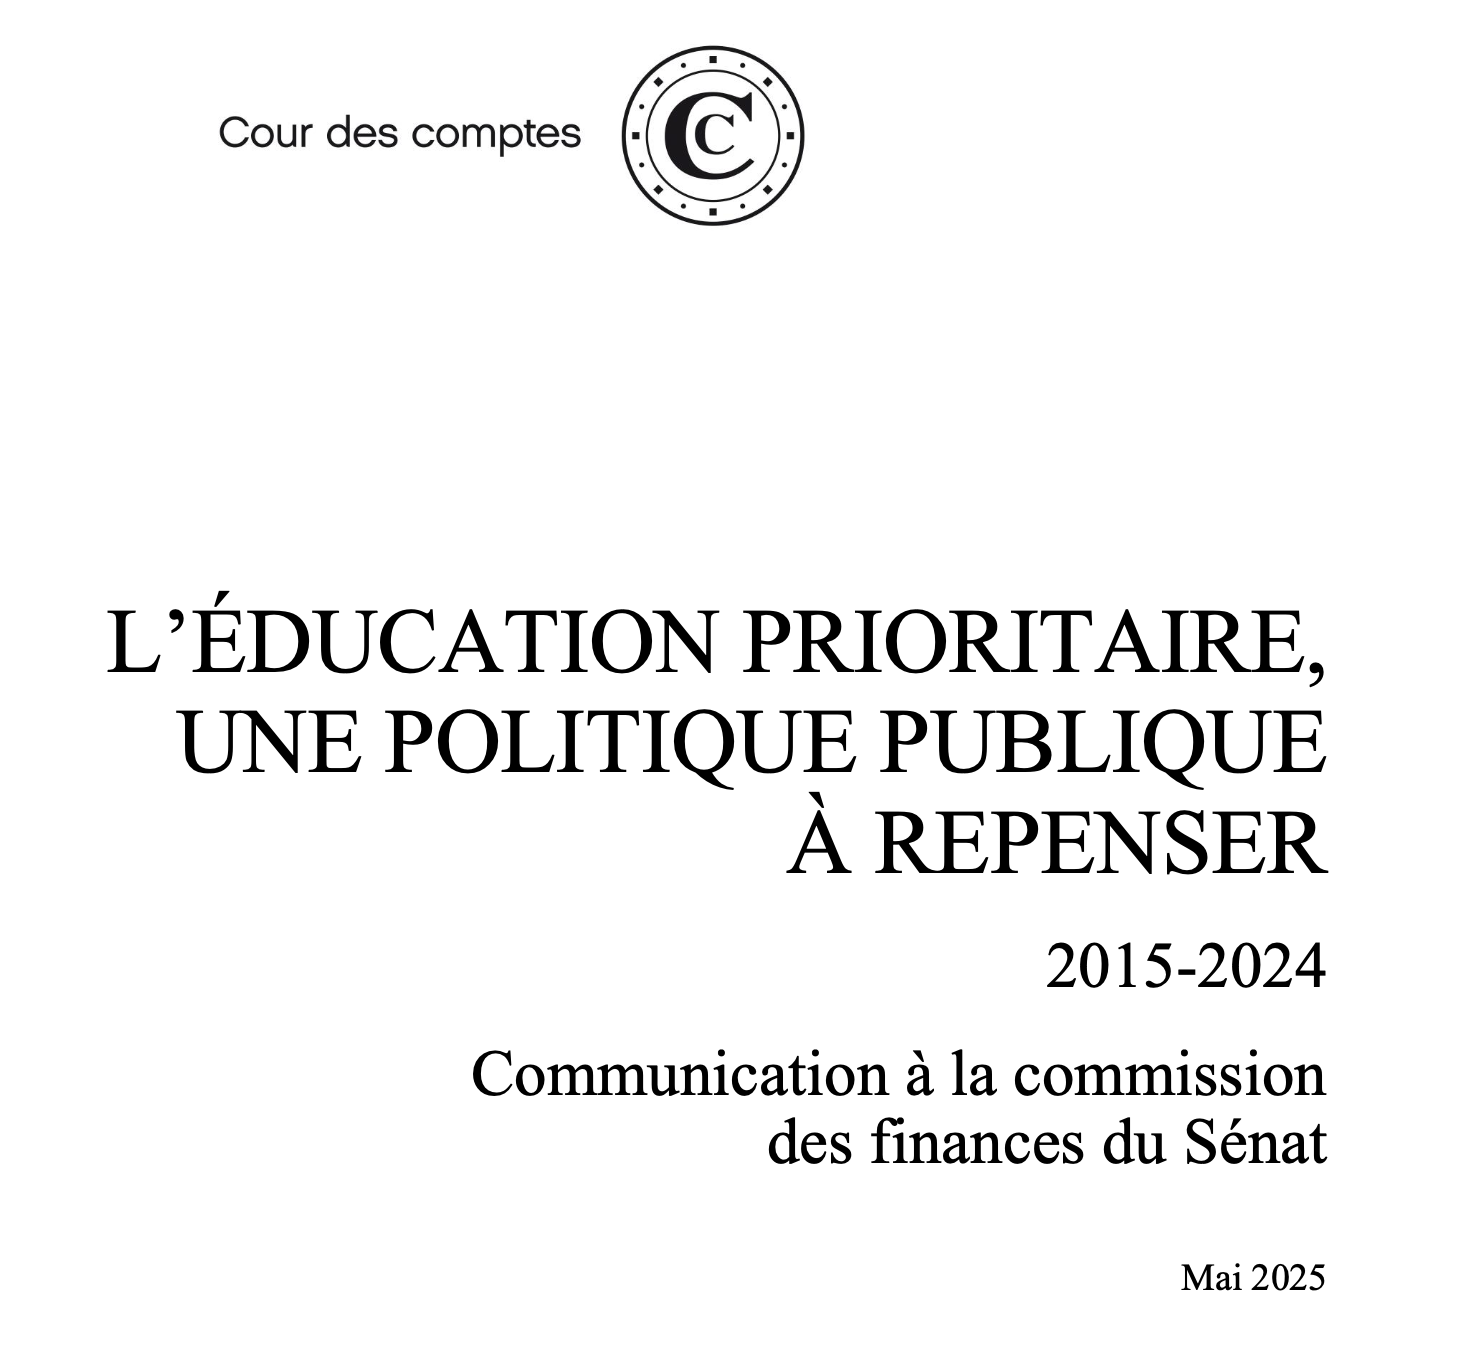 Cour des comptes
CC
L’ÉDUCATION PRIORITAIRE,
UNE POLITIQUE PUBLIQUE
À REPENSER
2015-2024
Communication à la commission
des finances du Sénat
Mai 2025